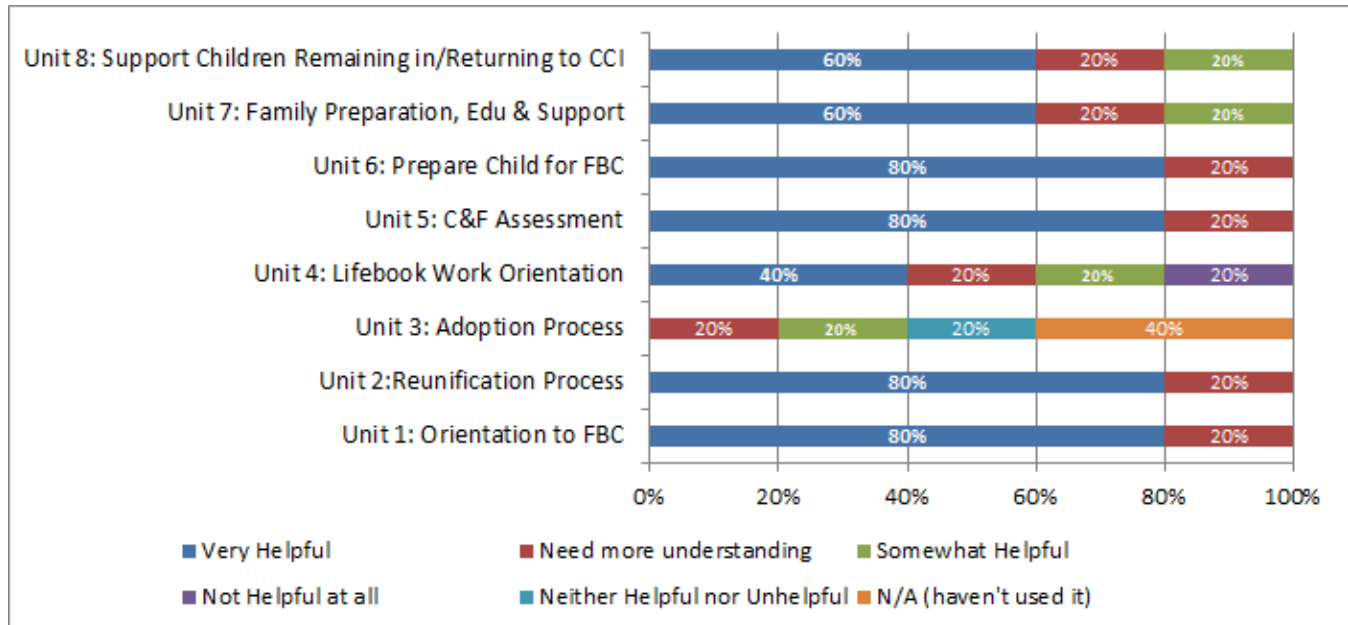 Unit 8: Support Children Remaining in/Returning to CCI 60% 20% 20%
Unit 7: Family Preparation, Edu & Support 60% 20% 20%
Unit 6: Prepare Child for FBC 80% 20%
Unit 5: C&F Assessment 80% 20%
Unit 4: Lifebook Work Orientation 40% 20% 20% 20%
Unit 3: Adoption Process 20% 20% 20% 40%
Unit 2:Reunification Process 80% 20%
Unit 1: Orientation to FBC 80% 20%
0% 20% 40% 60% 80% 100%
Very Helpful Need more understanding Somewhat Helpful
Not Helpful at all Neither Helpful nor Unhelpful N/A (haven't used it)